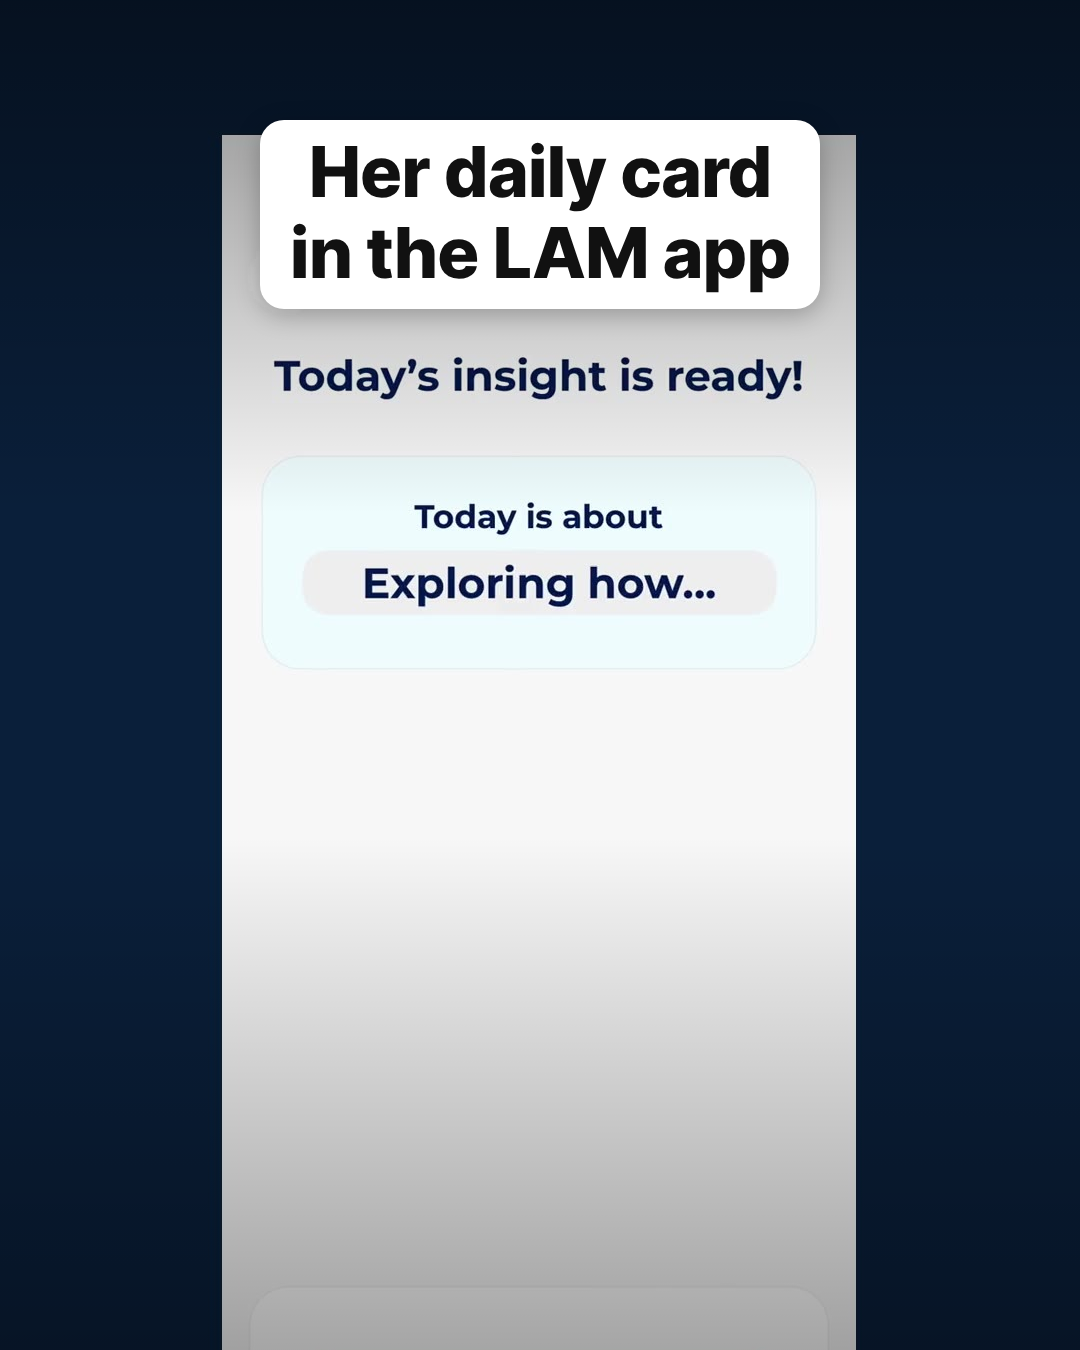 Her daily card
in the LAM app
Today’s insight is ready!
Today is about
Exploring how...